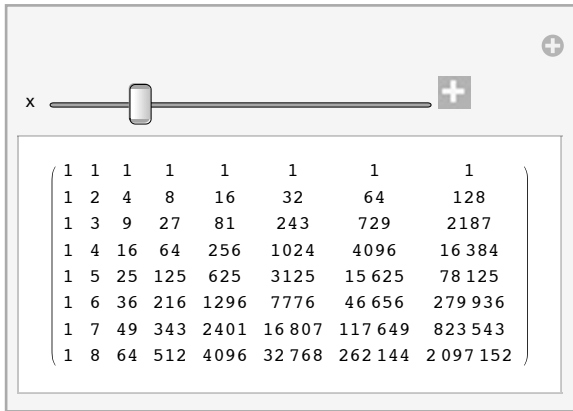 x
1 1 1 1 1 1 1 1
1 2 4 8 16 32 64 128
1 3 9 27 81 243 729 2187
1 4 16 64 256 1024 4096 16 384
1 5 25 125 625 3125 15 625 78 125
1 6 36 216 1296 7776 46 656 279 936
1 7 49 343 2401 16 807 117 649 823 543
1 8 64 512 4096 32 768 262 144 2 097 152